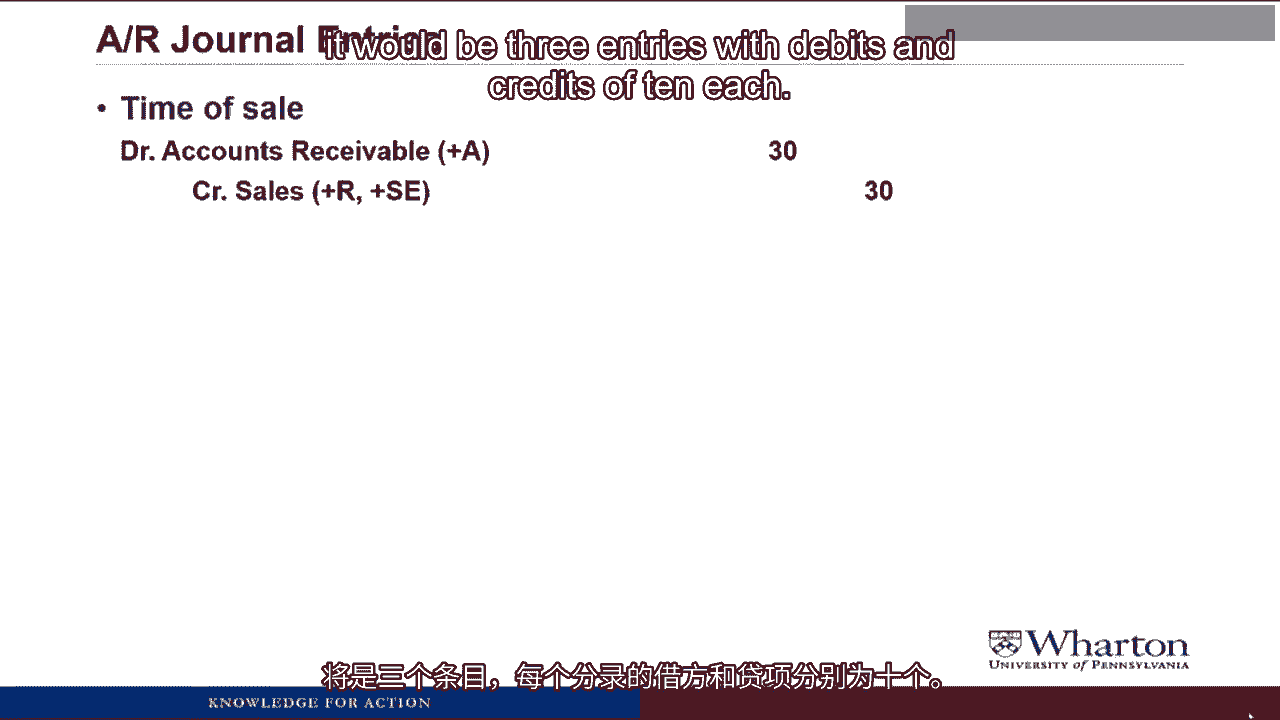 A/R Journal Entries
it would be three entries with debits and
credits of ten each.
• Time of sale
Dr. Accounts Receivable (+A) 30
Cr. Sales (+R, +SE) 30
Wharton
UNIVERSITY of PENNSYLVANIA
将是三个条目，每个分录的借方和贷项分别为十个。
KNOWLEDGE FOR ACTION